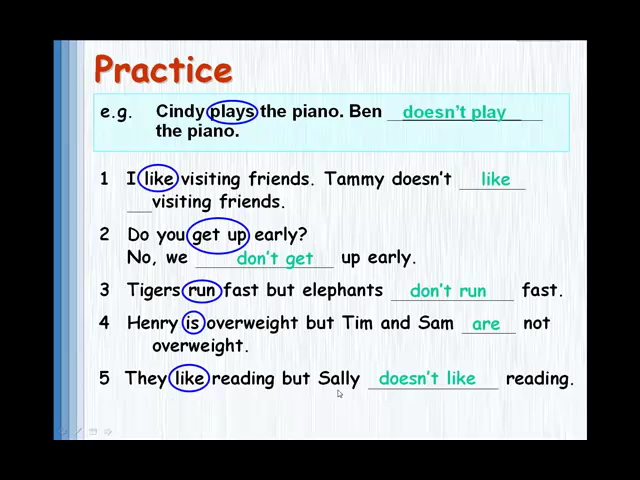 Practice
e.g. Cindy plays the piano. Ben doesn't play
the piano.
1 I like visiting friends. Tammy doesn't like
visiting friends.
2 Do you get up early?
No, we don't get up early.
3 Tigers run fast but elephants don't run fast.
4 Henry is overweight but Tim and Sam are not
overweight.
5 They like reading but Sally doesn't like reading.